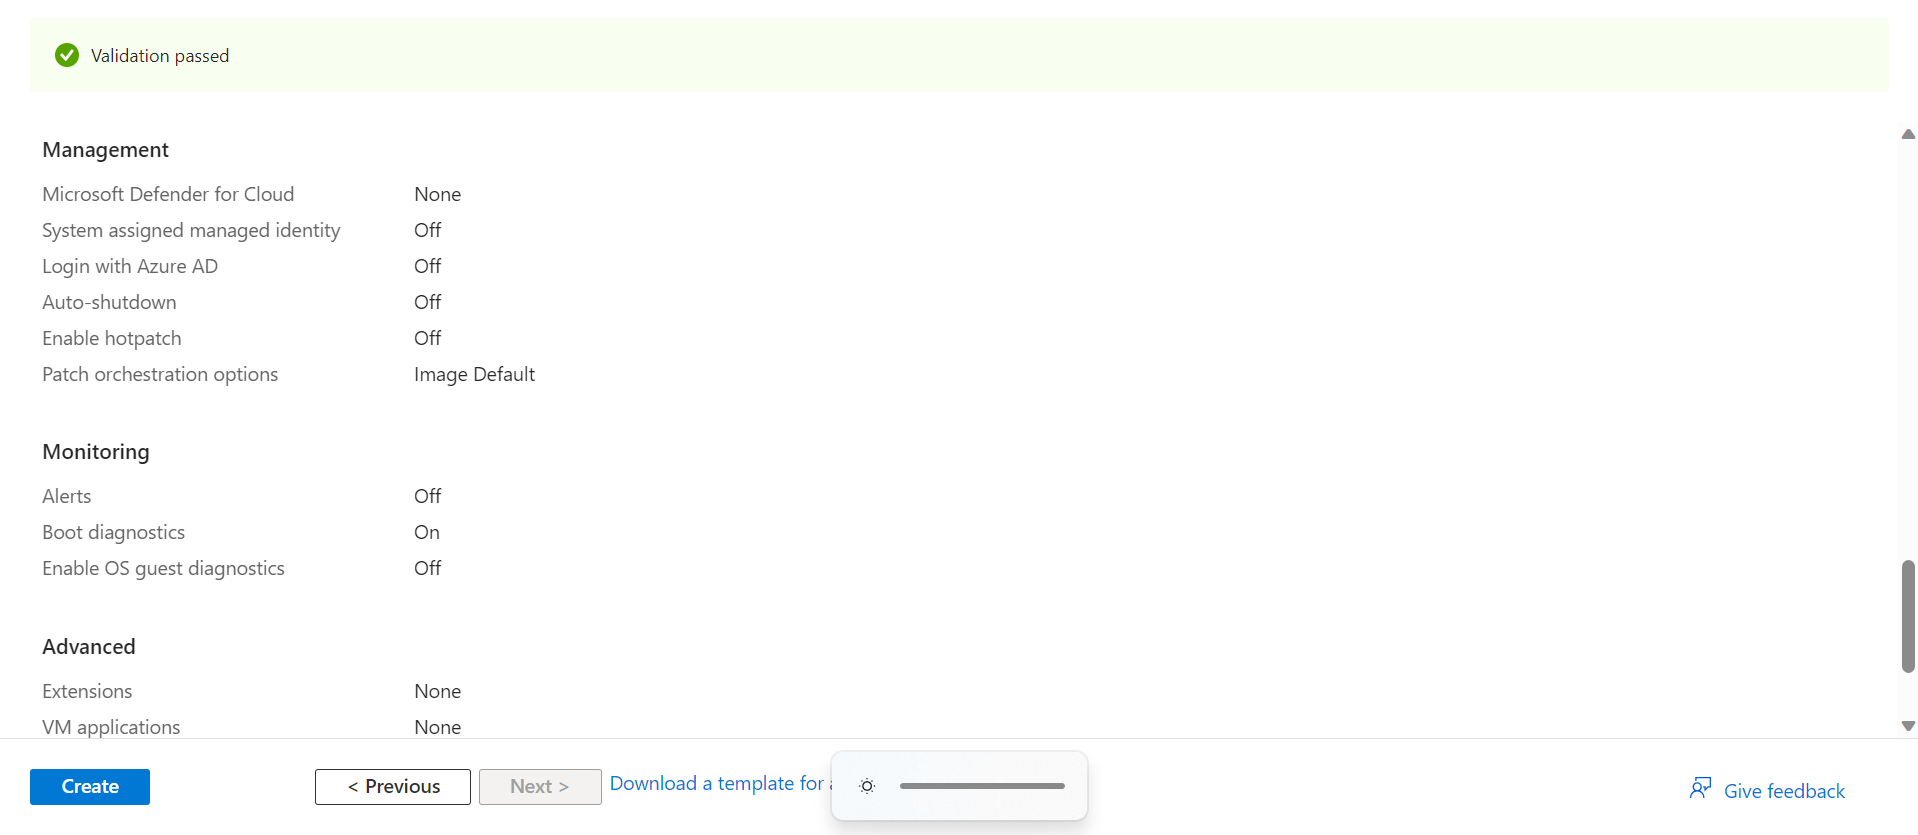 Validation passed
Management
Microsoft Defender for Cloud None
System assigned managed identity Off
Login with Azure AD Off
Auto-shutdown Off
Enable hotpatch Off
Patch orchestration options Image Default
Monitoring
Alerts Off
Boot diagnostics On
Enable OS guest diagnostics Off
Advanced
Extensions None
VM applications None
Create < Previous Next > Download a template for Give feedback